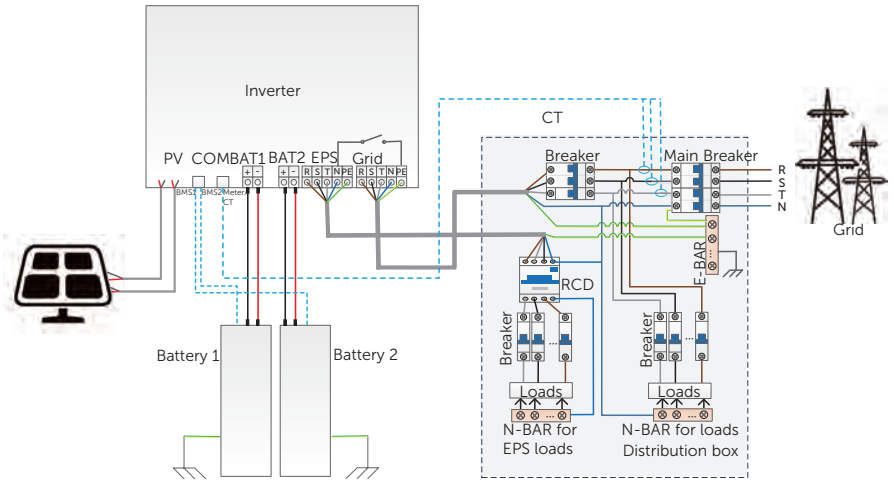 Inverter
PV COM BAT1 BAT2 EPS Grid
+ - + - R S T N PE R S T N PE
BMS1 BMS2 Meter/
CT
CT
Breaker
Main Breaker
R
S
T
N
Grid
E-BAR
RCD
Breaker
...
Breaker
...
Battery 1
Battery 2
Loads
Loads
...
...
N-BAR for
EPS loads
N-BAR for loads
Distribution box